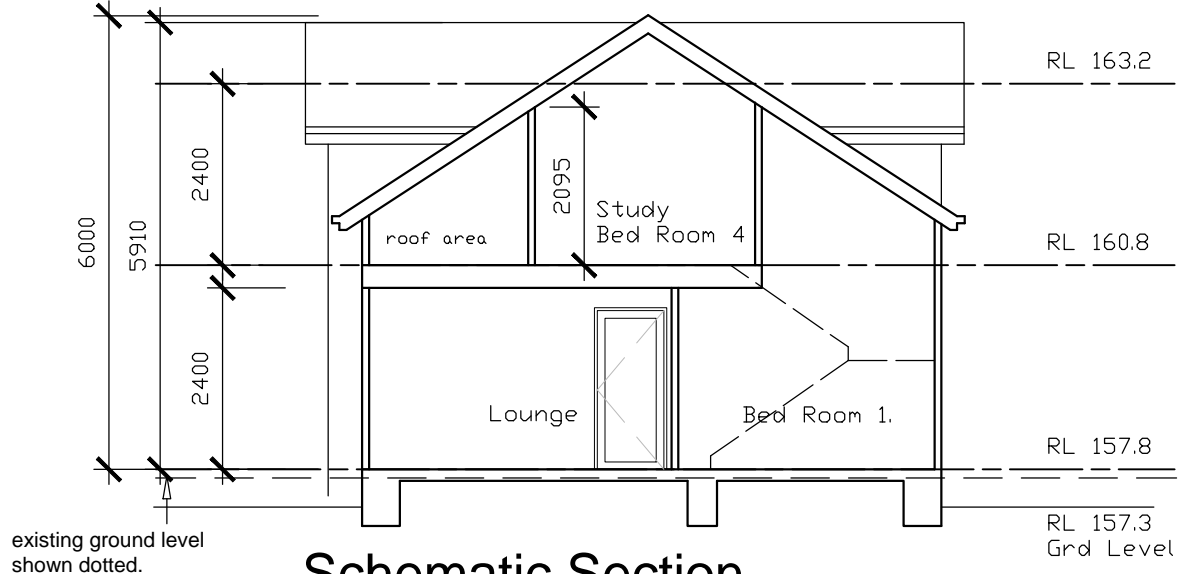 RL 163.2
2400
2095
6000
5910
Study
Bed Room 4
roof area
RL 160.8
2400
Lounge
Bed Room 1.
RL 157.8
existing ground level
shown dotted.
RL 157.3
Grd Level
Schematic Section